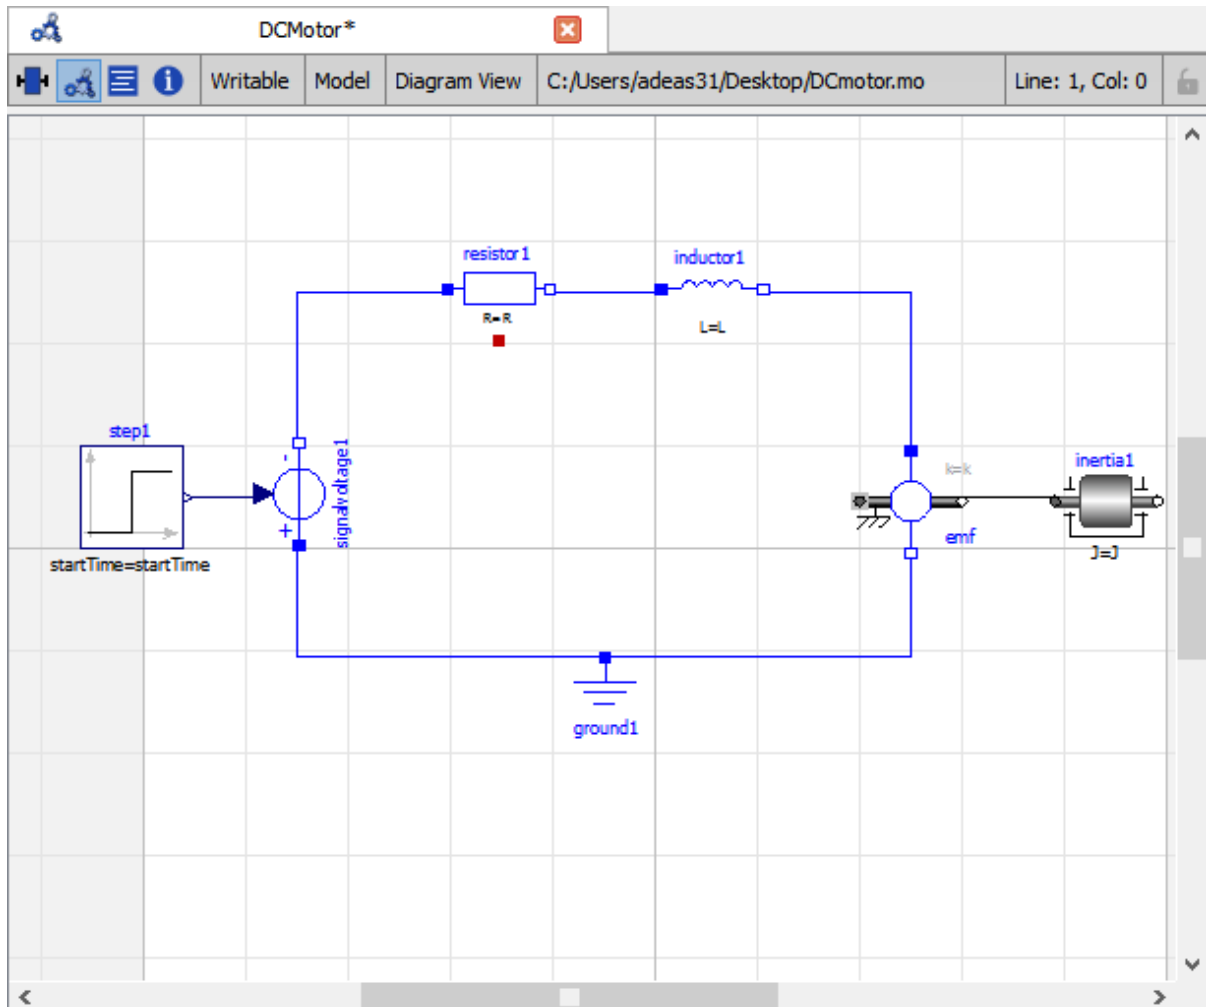 DCMotor*
Writable Model Diagram View C:/Users/adeas31/Desktop/DCmotor.mo Line: 1, Col: 0
resistor1
inductor1
R=R
L=L
step1
signalvoltage1
-
+
startTime=startTime
k=k
inertia1
emf
J=J
ground1